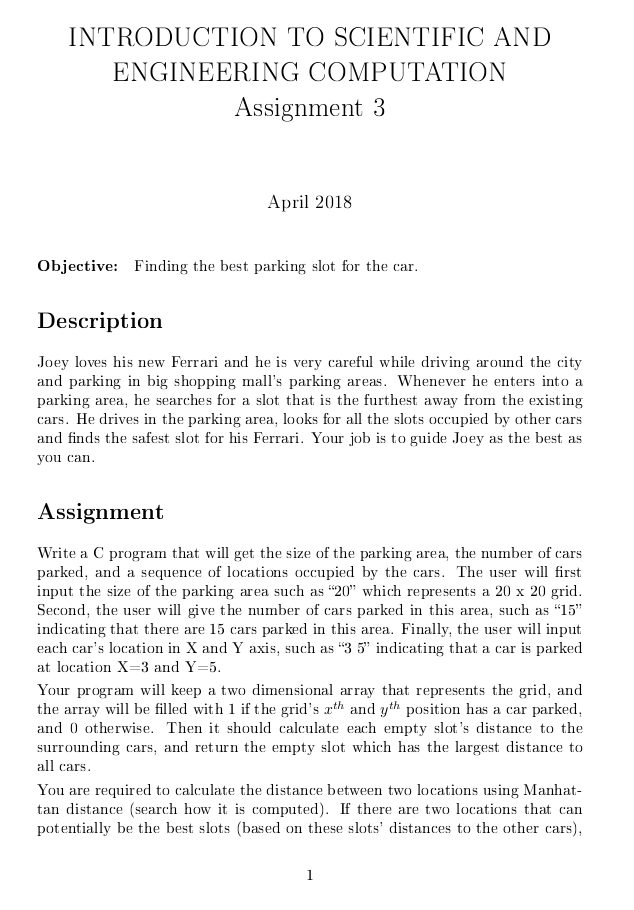 INTRODUCTION TO SCIENTIFIC AND
ENGINEERING COMPUTATION
Assignment 3
April 2018
Objective: Finding the best parking slot for the car.
Description
Joey loves his new Ferrari and he is very careful while driving around the city
and parking in big shopping mall's parking areas. Whenever he enters into a
parking area, he searches for a slot that is the furthest away from the existing
cars. He drives in the parking area, looks for all the slots occupied by other cars
and finds the safest slot for his Ferrari. Your job is to guide Joey as the best as
you can.
Assignment
Write a C program that will get the size of the parking area, the number of cars
parked, and a sequence of locations occupied by the cars. The user will first
input the size of the parking area such as “20” which represents a 20 x 20 grid.
Second, the user will give the number of cars parked in this area, such as “15”
indicating that there are 15 cars parked in this area. Finally, the user will input
each car's location in X and Y axis, such as “3 5” indicating that a car is parked
at location X=3 and Y=5.
Your program will keep a two dimensional array that represents the grid, and
the array will be filled with 1 if the grid's x^th and y^th position has a car parked,
and 0 otherwise. Then it should calculate each empty slot's distance to the
surrounding cars, and return the empty slot which has the largest distance to
all cars.
You are required to calculate the distance between two locations using Manhat-
tan distance (search how it is computed). If there are two locations that can
potentially be the best slots (based on these slots' distances to the other cars),
1